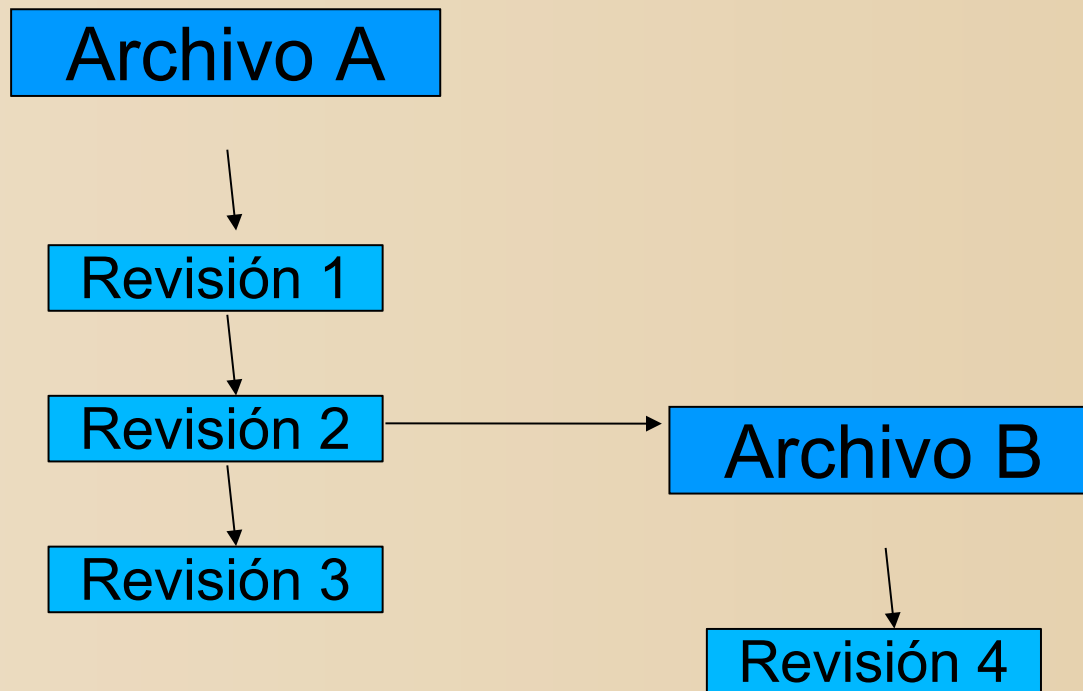 Archivo A
Revisión 1
Revisión 2
Archivo B
Revisión 3
Revisión 4